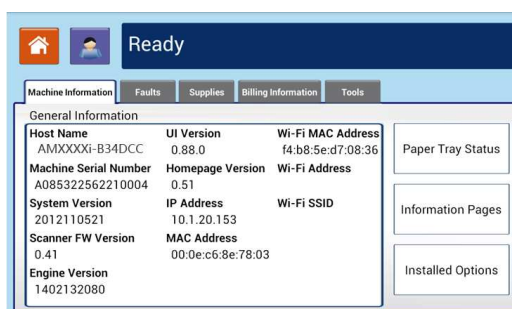 Ready
Machine Information Faults Supplies Billing Information Tools
General Information
Host Name UI Version Wi-Fi MAC Address
AMXXXXi-B34DCC 0.88.0 f4:b8:5e:d7:08:36
Machine Serial Number Homepage Version Wi-Fi Address
A085322562210004 0.51
System Version IP Address Wi-Fi SSID
2012110521 10.1.20.153
Scanner FW Version MAC Address
0.41 00:0e:c6:8e:78:03
Engine Version
1402132080
Paper Tray Status
Information Pages
Installed Options